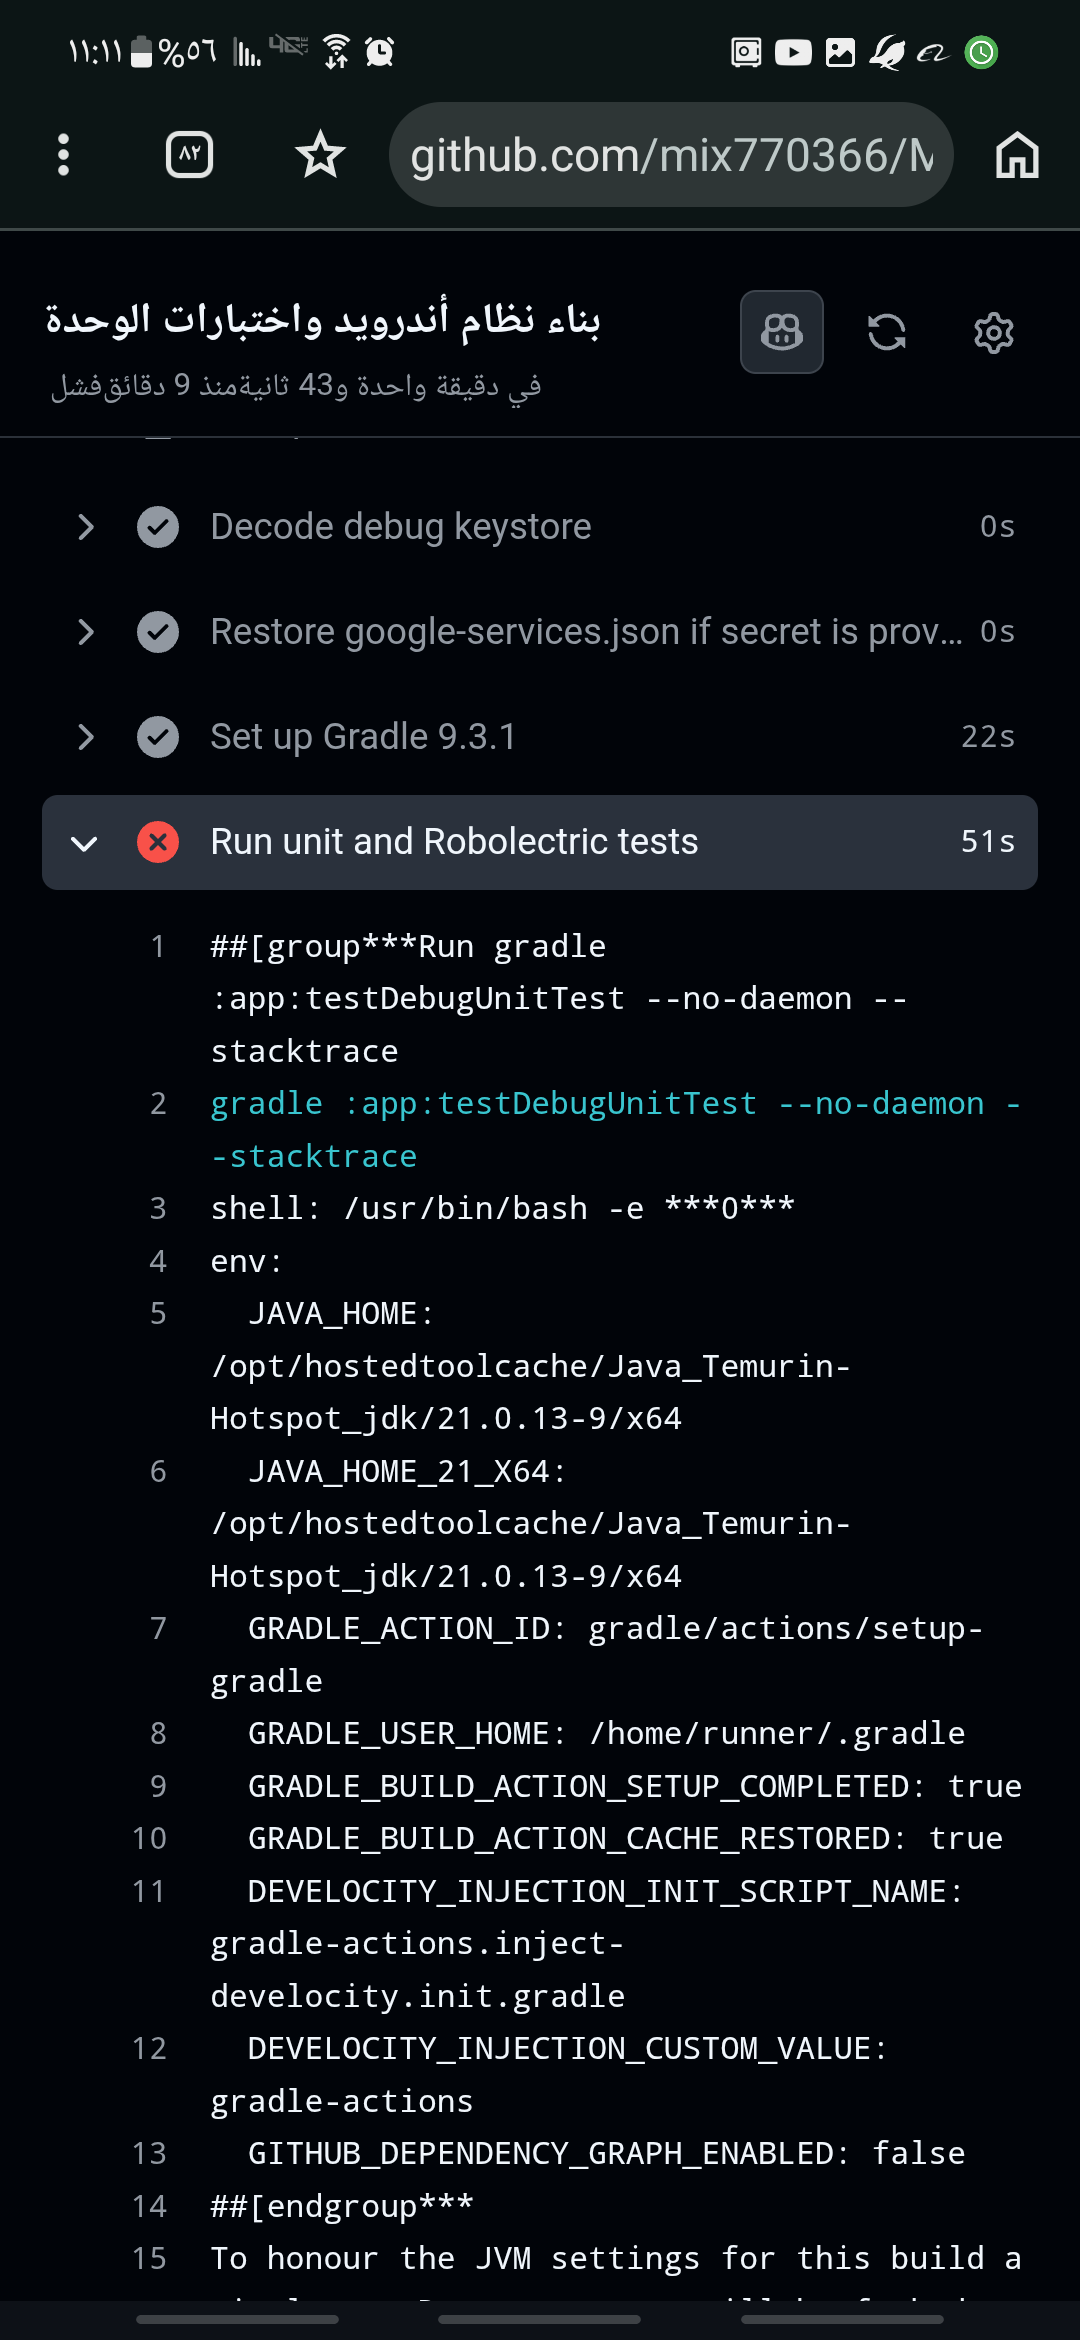 ١١:١١ %٥٦
٨٢
github.com/mix770366/M
بناء نظام أندرويد واختبارات الوحدة
في دقيقة واحدة و43 ثانيةمنذ 9 دقائقفشل
Decode debug keystore 0s
Restore google-services.json if secret is prov... 0s
Set up Gradle 9.3.1 22s
Run unit and Robolectric tests 51s
1 ##[group***Run gradle
:app:testDebugUnitTest --no-daemon --
stacktrace
2 gradle :app:testDebugUnitTest --no-daemon -
-stacktrace
3 shell: /usr/bin/bash -e ***0***
4 env:
5 JAVA_HOME:
/opt/hostedtoolcache/Java_Temurin-
Hotspot_jdk/21.0.13-9/x64
6 JAVA_HOME_21_X64:
/opt/hostedtoolcache/Java_Temurin-
Hotspot_jdk/21.0.13-9/x64
7 GRADLE_ACTION_ID: gradle/actions/setup-
gradle
8 GRADLE_USER_HOME: /home/runner/.gradle
9 GRADLE_BUILD_ACTION_SETUP_COMPLETED: true
10 GRADLE_BUILD_ACTION_CACHE_RESTORED: true
11 DEVELOCITY_INJECTION_INIT_SCRIPT_NAME:
gradle-actions.inject-
develocity.init.gradle
12 DEVELOCITY_INJECTION_CUSTOM_VALUE:
gradle-actions
13 GITHUB_DEPENDENCY_GRAPH_ENABLED: false
14 ##[endgroup***
15 To honour the JVM settings for this build a